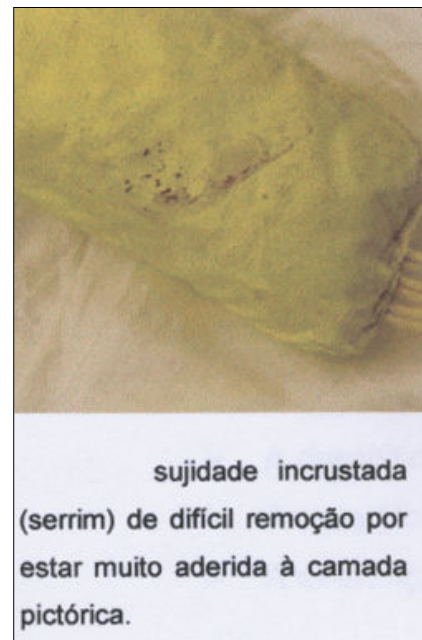 sujidade incrustada
(serrim) de difícil remoção por
estar muito aderida à camada
pictórica.